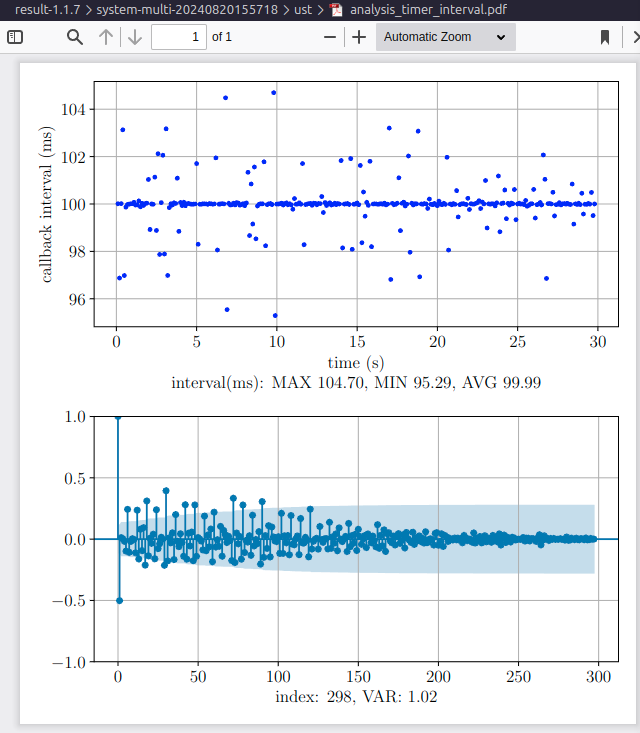 result-1.1.7 > system-multi-20240820155718 > ust > analysis_timer_interval.pdf
1 of 1 Automatic Zoom
104
102
100
98
96
callback interval (ms)
0 5 10 15 20 25 30
time (s)
interval(ms): MAX 104.70, MIN 95.29, AVG 99.99
1.0
0.5
0.0
−0.5
−1.0
0 50 100 150 200 250 300
index: 298, VAR: 1.02